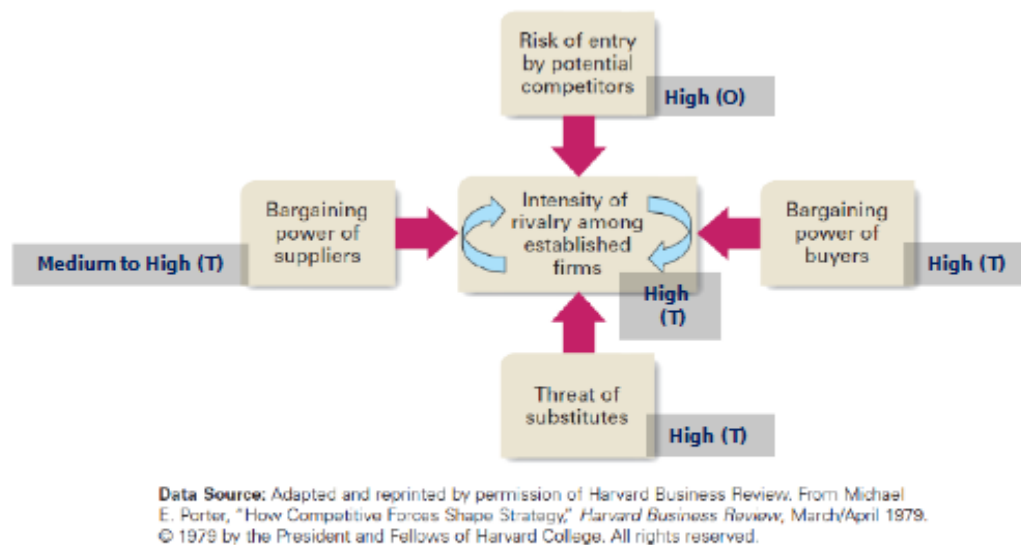 Risk of entry
by potential
competitors
High (O)
Bargaining
power of
suppliers
Medium to High (T)
Intensity of
rivalry among
established
firms
High
(T)
Bargaining
power of
buyers
High (T)
Threat of
substitutes
High (T)
Data Source: Adapted and reprinted by permission of Harvard Business Review. From Michael
E. Porter, "How Competitive Forces Shape Strategy," Harvard Business Review, March/April 1979.
© 1979 by the President and Fellows of Harvard College. All rights reserved.